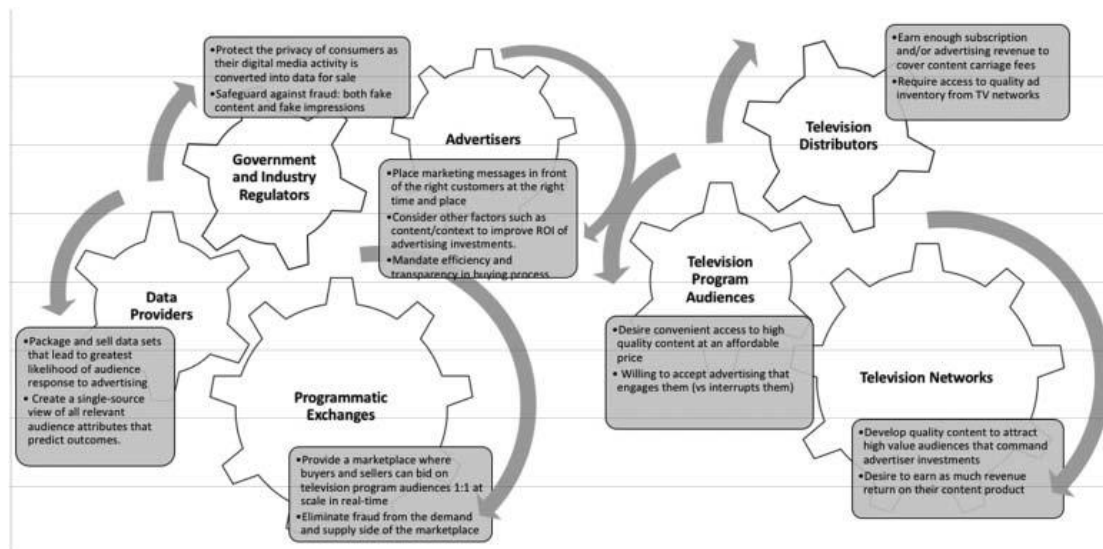 •Protect the privacy of consumers as
their digital media activity is
converted into data for sale
•Safeguard against fraud: both fake
content and fake impressions
Government
and Industry
Regulators
Advertisers
•Place marketing messages in front
of the right customers at the right
time and place
•Consider other factors such as
content/context to improve ROI of
advertising investments.
•Mandate efficiency and
transparency in buying process
•Earn enough subscription
and/or advertising revenue to
cover content carriage fees
•Require access to quality ad
inventory from TV networks
Television
Distributors
Data
Providers
•Package and sell data sets
that lead to greatest
likelihood of audience
response to advertising
• Create a single-source
view of all relevant
audience attributes that
predict outcomes.
Programmatic
Exchanges
•Provide a marketplace where
buyers and sellers can bid on
television program audiences 1:1 at
scale in real-time
•Eliminate fraud from the demand
and supply side of the marketplace
Television
Program
Audiences
•Desire convenient access to high
quality content at an affordable
price
• Willing to accept advertising that
engages them (vs interrupts them)
Television Networks
•Develop quality content to attract
high value audiences that command
advertiser investments
•Desire to earn as much revenue
return on their content product